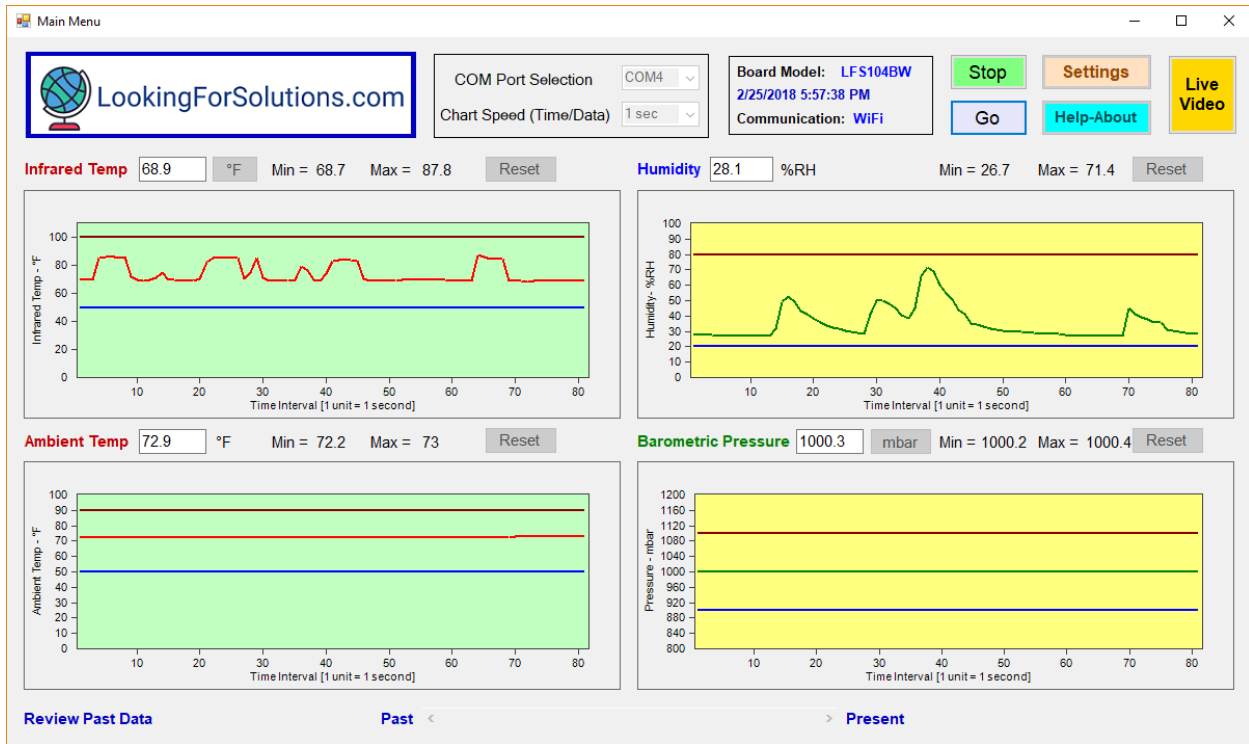 Main Menu
LookingForSolutions.com
COM Port Selection COM4
Chart Speed (Time/Data) 1 sec
Board Model: LFS104BW
2/25/2018 5:57:38 PM
Communication: WiFi
Stop Settings
Go Help-About
Live
Video
Infrared Temp 68.9 °F Min = 68.7 Max = 87.8 Reset
Infrared Temp - °F
100
80
60
40
20
0
10 20 30 40 50 60 70 80
Time Interval [1 unit = 1 second]
Humidity 28.1 %RH Min = 26.7 Max = 71.4 Reset
Humidity- %RH
100
90
80
70
60
50
40
30
20
10
0
10 20 30 40 50 60 70 80
Time Interval [1 unit = 1 second]
Ambient Temp 72.9 °F Min = 72.2 Max = 73 Reset
Ambient Temp - °F
100
90
80
70
60
50
40
30
20
10
0
10 20 30 40 50 60 70 80
Time Interval [1 unit = 1 second]
Barometric Pressure 1000.3 mbar Min = 1000.2 Max = 1000.4 Reset
Pressure - mbar
1200
1160
1120
1080
1040
1000
960
920
880
840
800
10 20 30 40 50 60 70 80
Time Interval [1 unit = 1 second]
Review Past Data Past < > Present